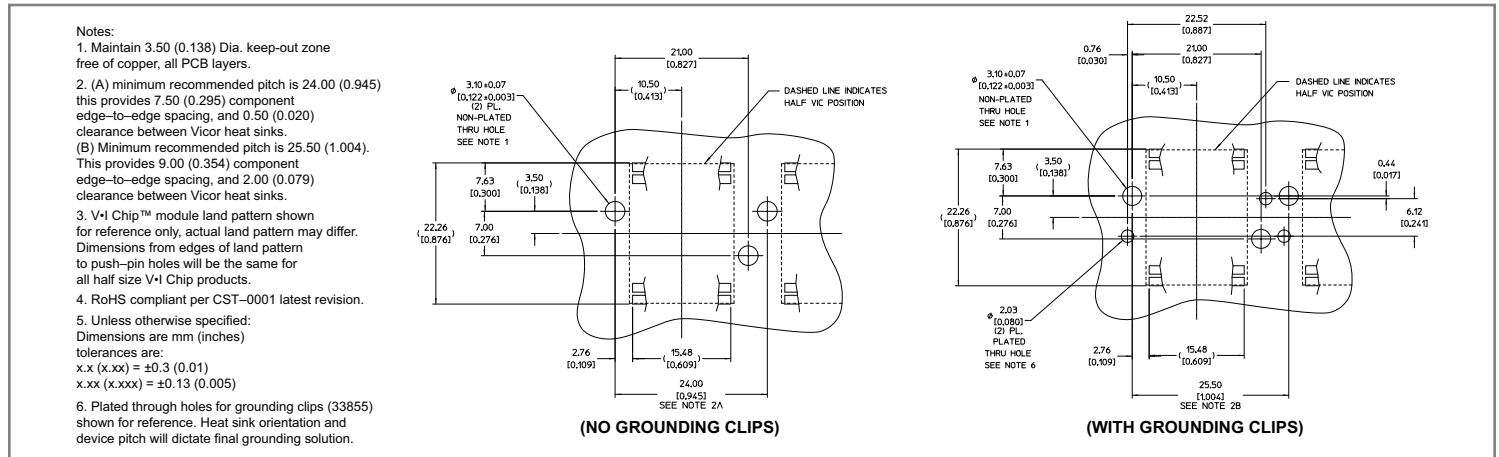 Notes:
1. Maintain 3.50 (0.138) Dia. keep-out zone
free of copper, all PCB layers.
2. (A) minimum recommended pitch is 24.00 (0.945)
this provides 7.50 (0.295) component
edge–to–edge spacing, and 0.50 (0.020)
clearance between Vicor heat sinks.
(B) Minimum recommended pitch is 25.50 (1.004).
This provides 9.00 (0.354) component
edge–to–edge spacing, and 2.00 (0.079)
clearance between Vicor heat sinks.
3. V•I Chip™ module land pattern shown
for reference only, actual land pattern may differ.
Dimensions from edges of land pattern
to push–pin holes will be the same for
all half size V•I Chip products.
4. RoHS compliant per CST–0001 latest revision.
5. Unless otherwise specified:
Dimensions are mm (inches)
tolerances are:
x.x (x.xx) = ±0.3 (0.01)
x.xx (x.xxx) = ±0.13 (0.005)
6. Plated through holes for grounding clips (33855)
shown for reference. Heat sink orientation and
device pitch will dictate final grounding solution.
21.00
[0.827]
(10.50
[0.413])
ø 3.10±0.07
[0.122±0.003]
(2) PL.
NON-PLATED
THRU HOLE
SEE NOTE 1
DASHED LINE INDICATES
HALF VIC POSITION
7.63
[0.300]
(3.50
[0.138])
(22.26
[0.876])
7.00
[0.276]
2.76
[0.109]
(15.48
[0.609])
24.00
[0.945]
SEE NOTE 2A
(NO GROUNDING CLIPS)
22.52
[0.887]
0.76
[0.030]
21.00
[0.827]
(10.50
[0.413])
ø 3.10±0.07
[0.122±0.003]
(2) PL.
NON-PLATED
THRU HOLE
SEE NOTE 1
DASHED LINE INDICATES
HALF VIC POSITION
7.63
[0.300]
(3.50
[0.138])
0.44
[0.017]
(22.26
[0.876])
7.00
[0.276]
6.12
[0.241]
ø 2.03
[0.080]
(2) PL.
PLATED
THRU HOLE
SEE NOTE 6
2.76
[0.109]
(15.48
[0.609])
25.50
[1.004]
SEE NOTE 2B
(WITH GROUNDING CLIPS)